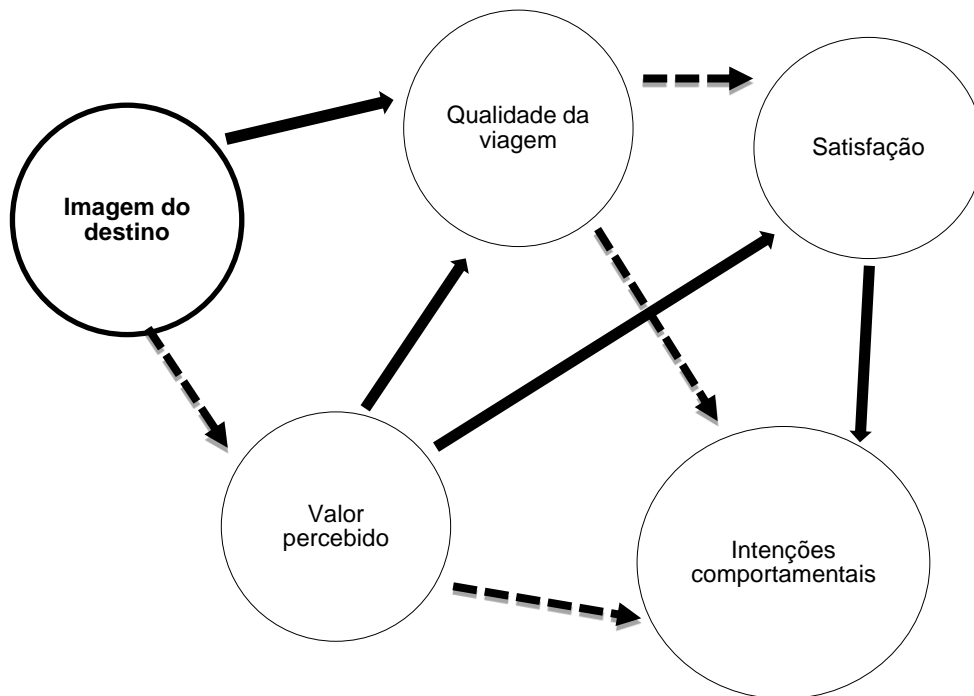 Qualidade da
viagem
Satisfação
Imagem do
destino
Valor
percebido
Intenções
comportamentais